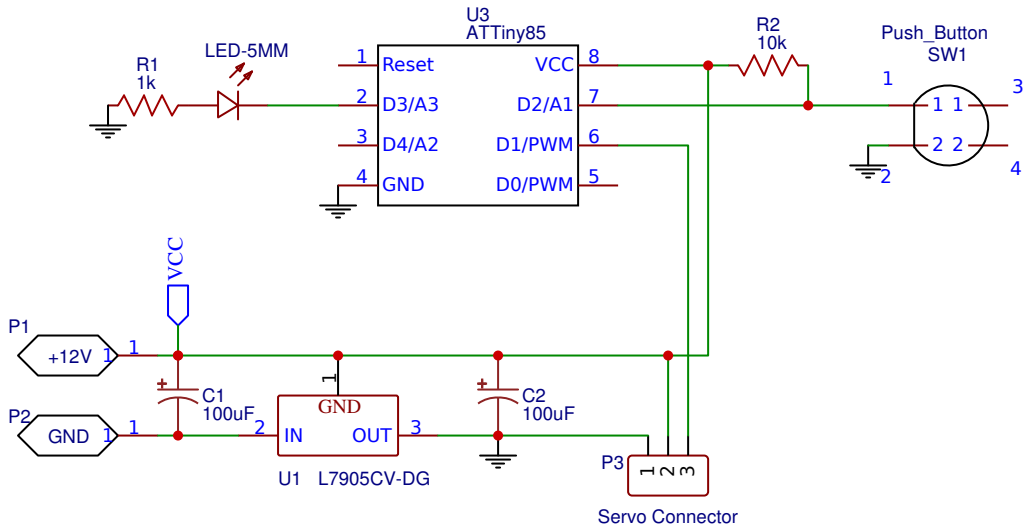 U3
ATTiny85
LED-5MM
R1
1k
1 Reset
2 D3/A3
3 D4/A2
4 GND
VCC 8
D2/A1 7
D1/PWM 6
D0/PWM 5
R2
10k
Push_Button
SW1
1
3
1 1
2 2
2
4
VCC
P1
+12V 1 1
P2
GND 1 1
+
C1
100uF
1
GND
2 IN
OUT 3
U1 L7905CV-DG
+
C2
100uF
P3
1 2 3
Servo Connector